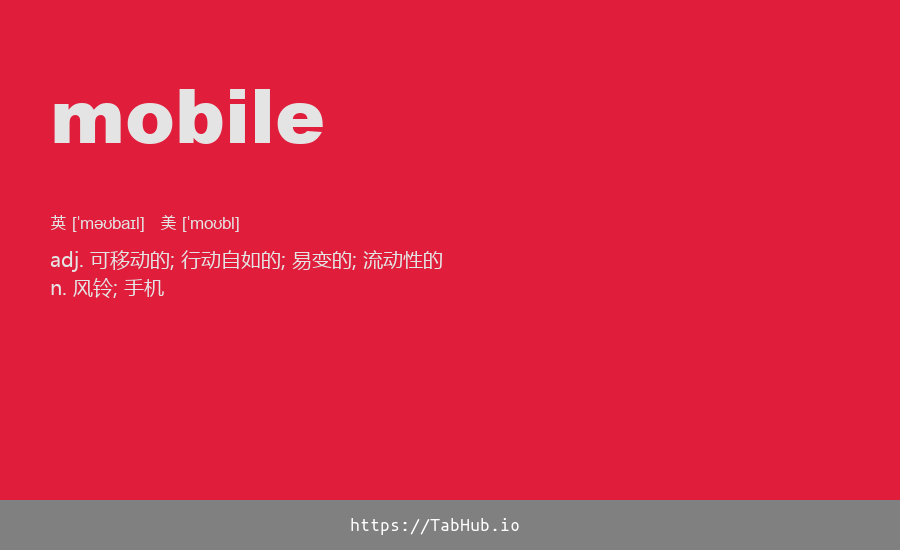 mobile
英 [ˈməʊbaɪl] 美 [ˈmoʊbl]
adj. 可移动的; 行动自如的; 易变的; 流动性的
n. 风铃; 手机
https://TabHub.io